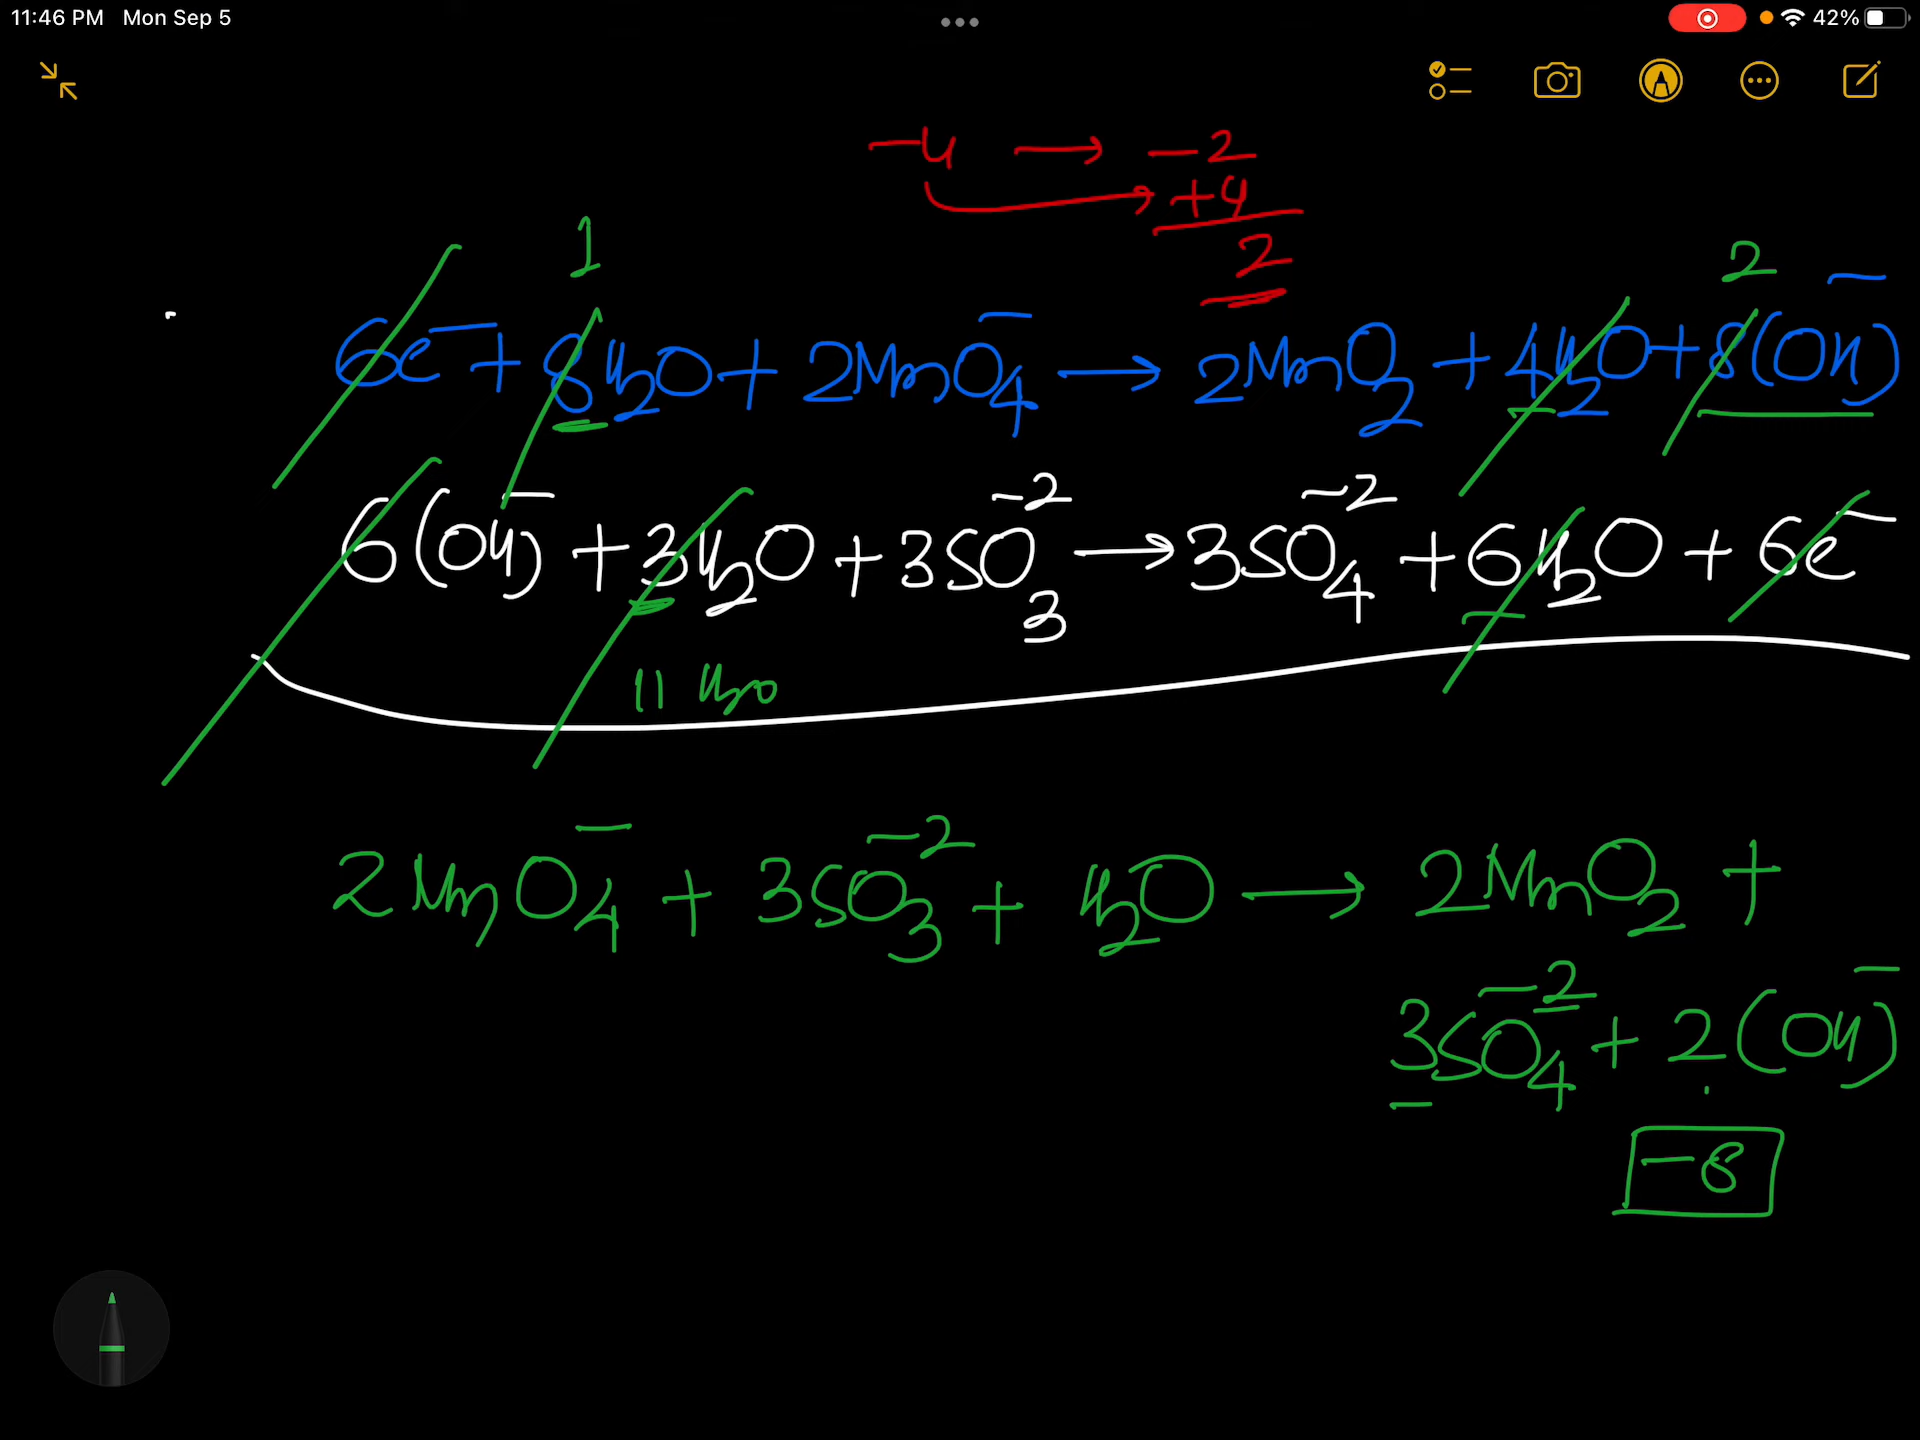 11:46 PM Mon Sep 5
42%
-4 → -2
+4
2
1
2
6e⁻ + 8H₂O + 2MnO₄⁻ → 2MnO₂ + 4H₂O + 8(OH)⁻
6(OH)⁻ + 3H₂O + 3SO₃⁻² → 3SO₄⁻² + 6H₂O + 6e⁻
11 H₂O
2MnO₄⁻ + 3SO₃⁻² + H₂O → 2MnO₂ +
3SO₄⁻² + 2(OH)⁻
-8